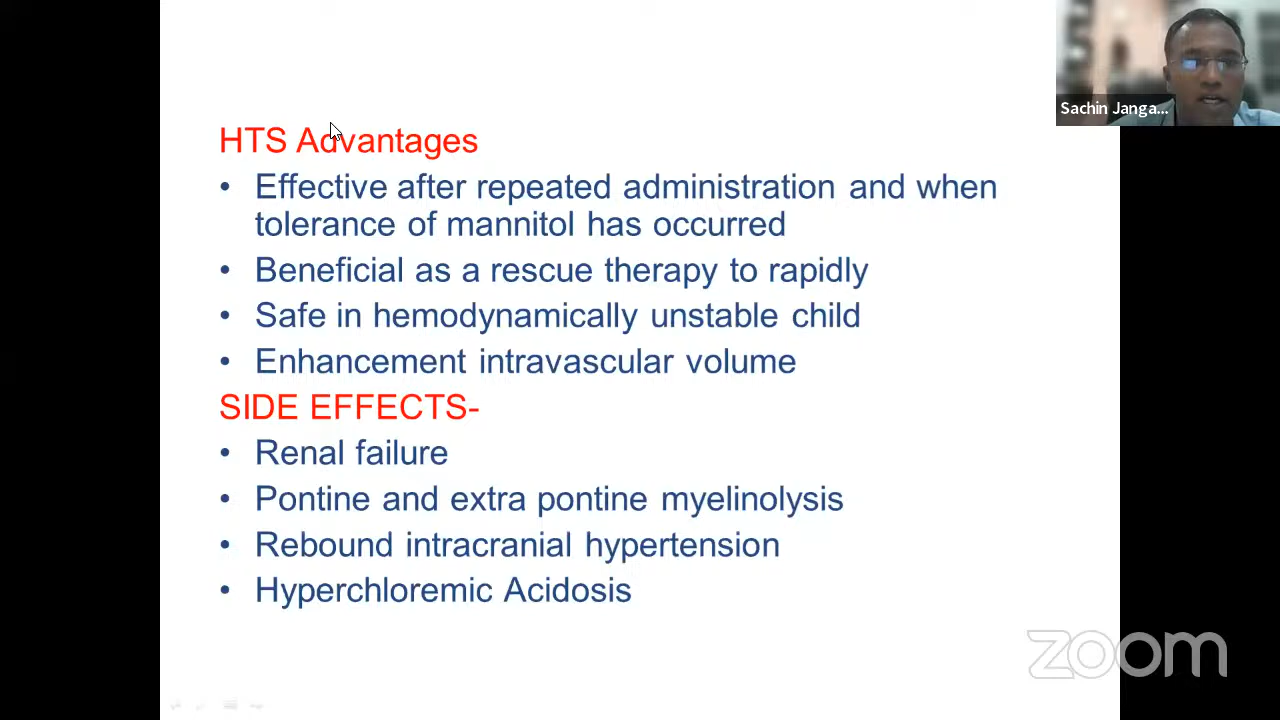 HTS Advantages
• Effective after repeated administration and when
tolerance of mannitol has occurred
• Beneficial as a rescue therapy to rapidly
• Safe in hemodynamically unstable child
• Enhancement intravascular volume
SIDE EFFECTS-
• Renal failure
• Pontine and extra pontine myelinolysis
• Rebound intracranial hypertension
• Hyperchloremic Acidosis
Sachin Janga...
zoom